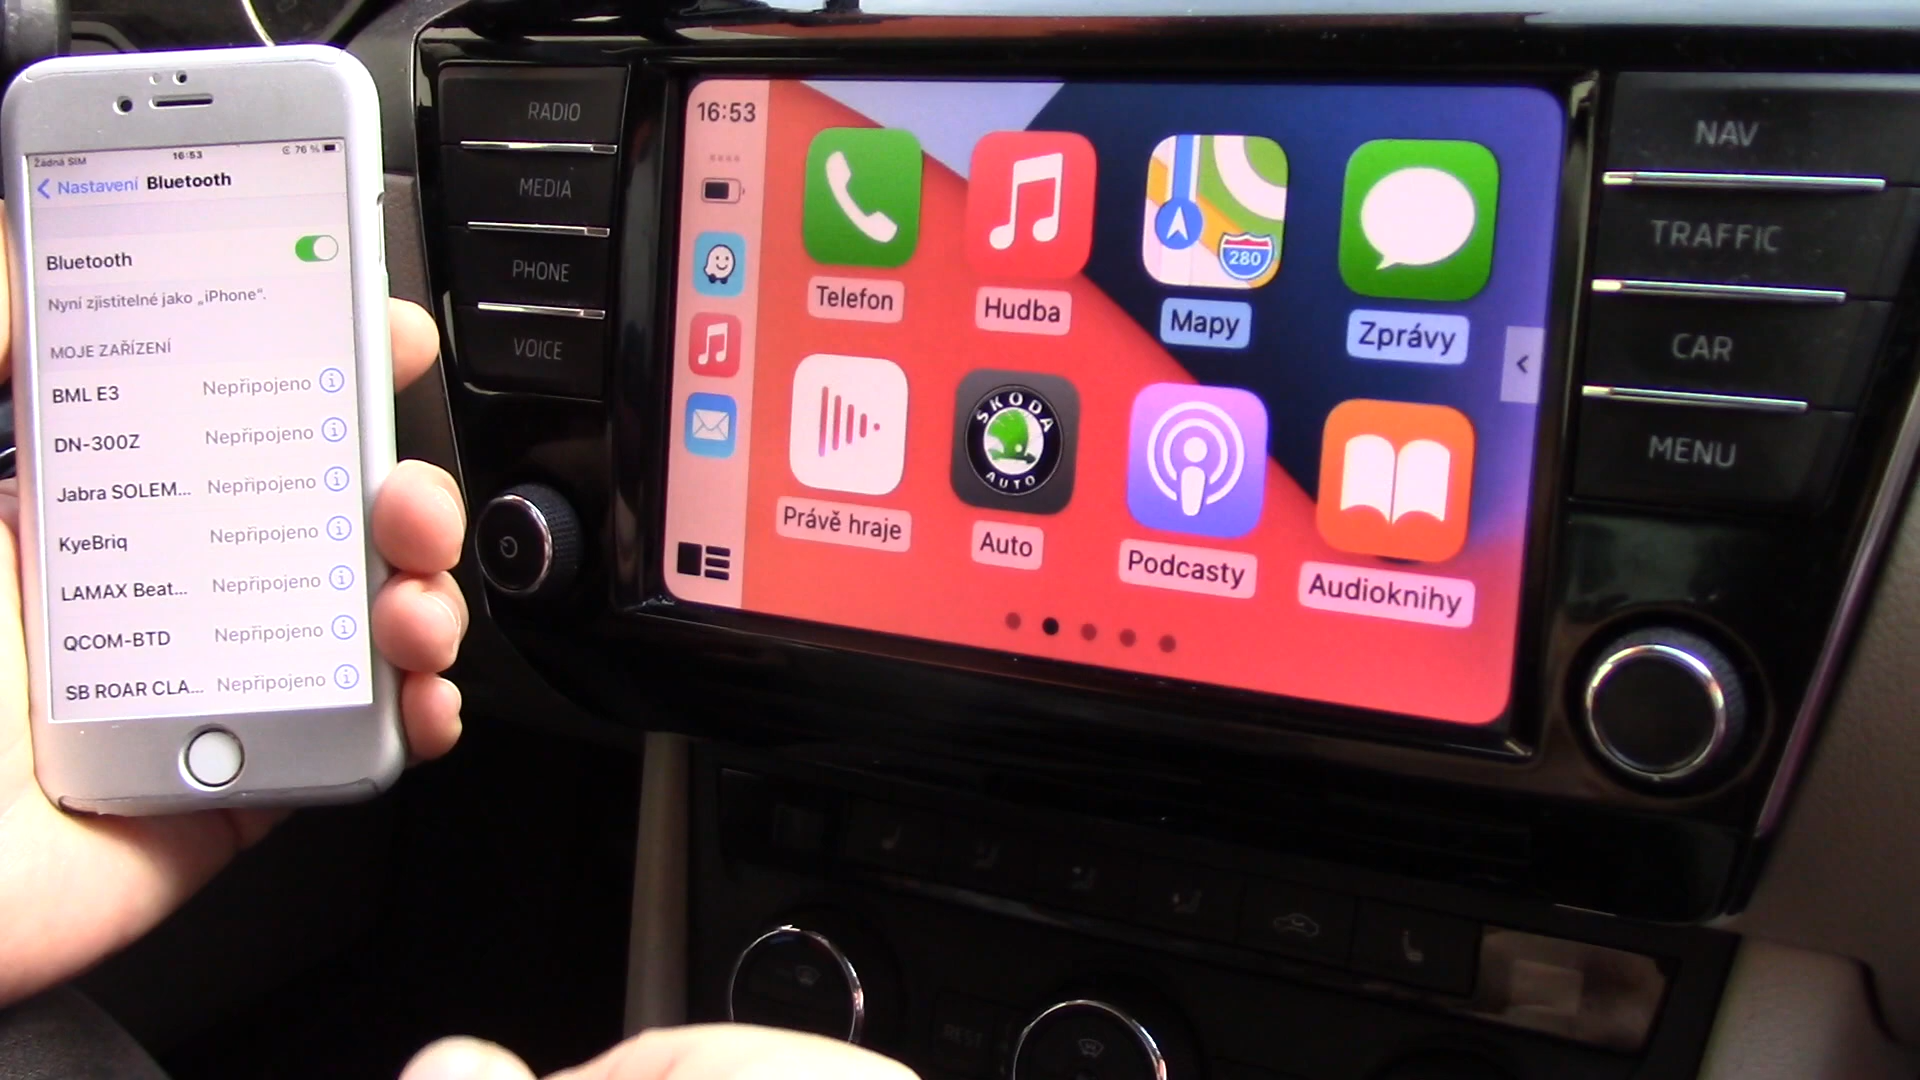 Žádná SIM
16:53
76 %
Nastavení
Bluetooth
Bluetooth
Nyní zjistitelné jako „iPhone“.
MOJE ZAŘÍZENÍ
BML E3 Nepřipojeno
DN-300Z Nepřipojeno
Jabra SOLEM... Nepřipojeno
KyeBriq Nepřipojeno
LAMAX Beat... Nepřipojeno
QCOM-BTD Nepřipojeno
SB ROAR CLA... Nepřipojeno
RADIO
MEDIA
PHONE
VOICE
16:53
280
Telefon
Hudba
Mapy
Zprávy
SKODA
AUTO
Právě hraje
Auto
Podcasty
Audioknihy
NAV
TRAFFIC
CAR
MENU
REST